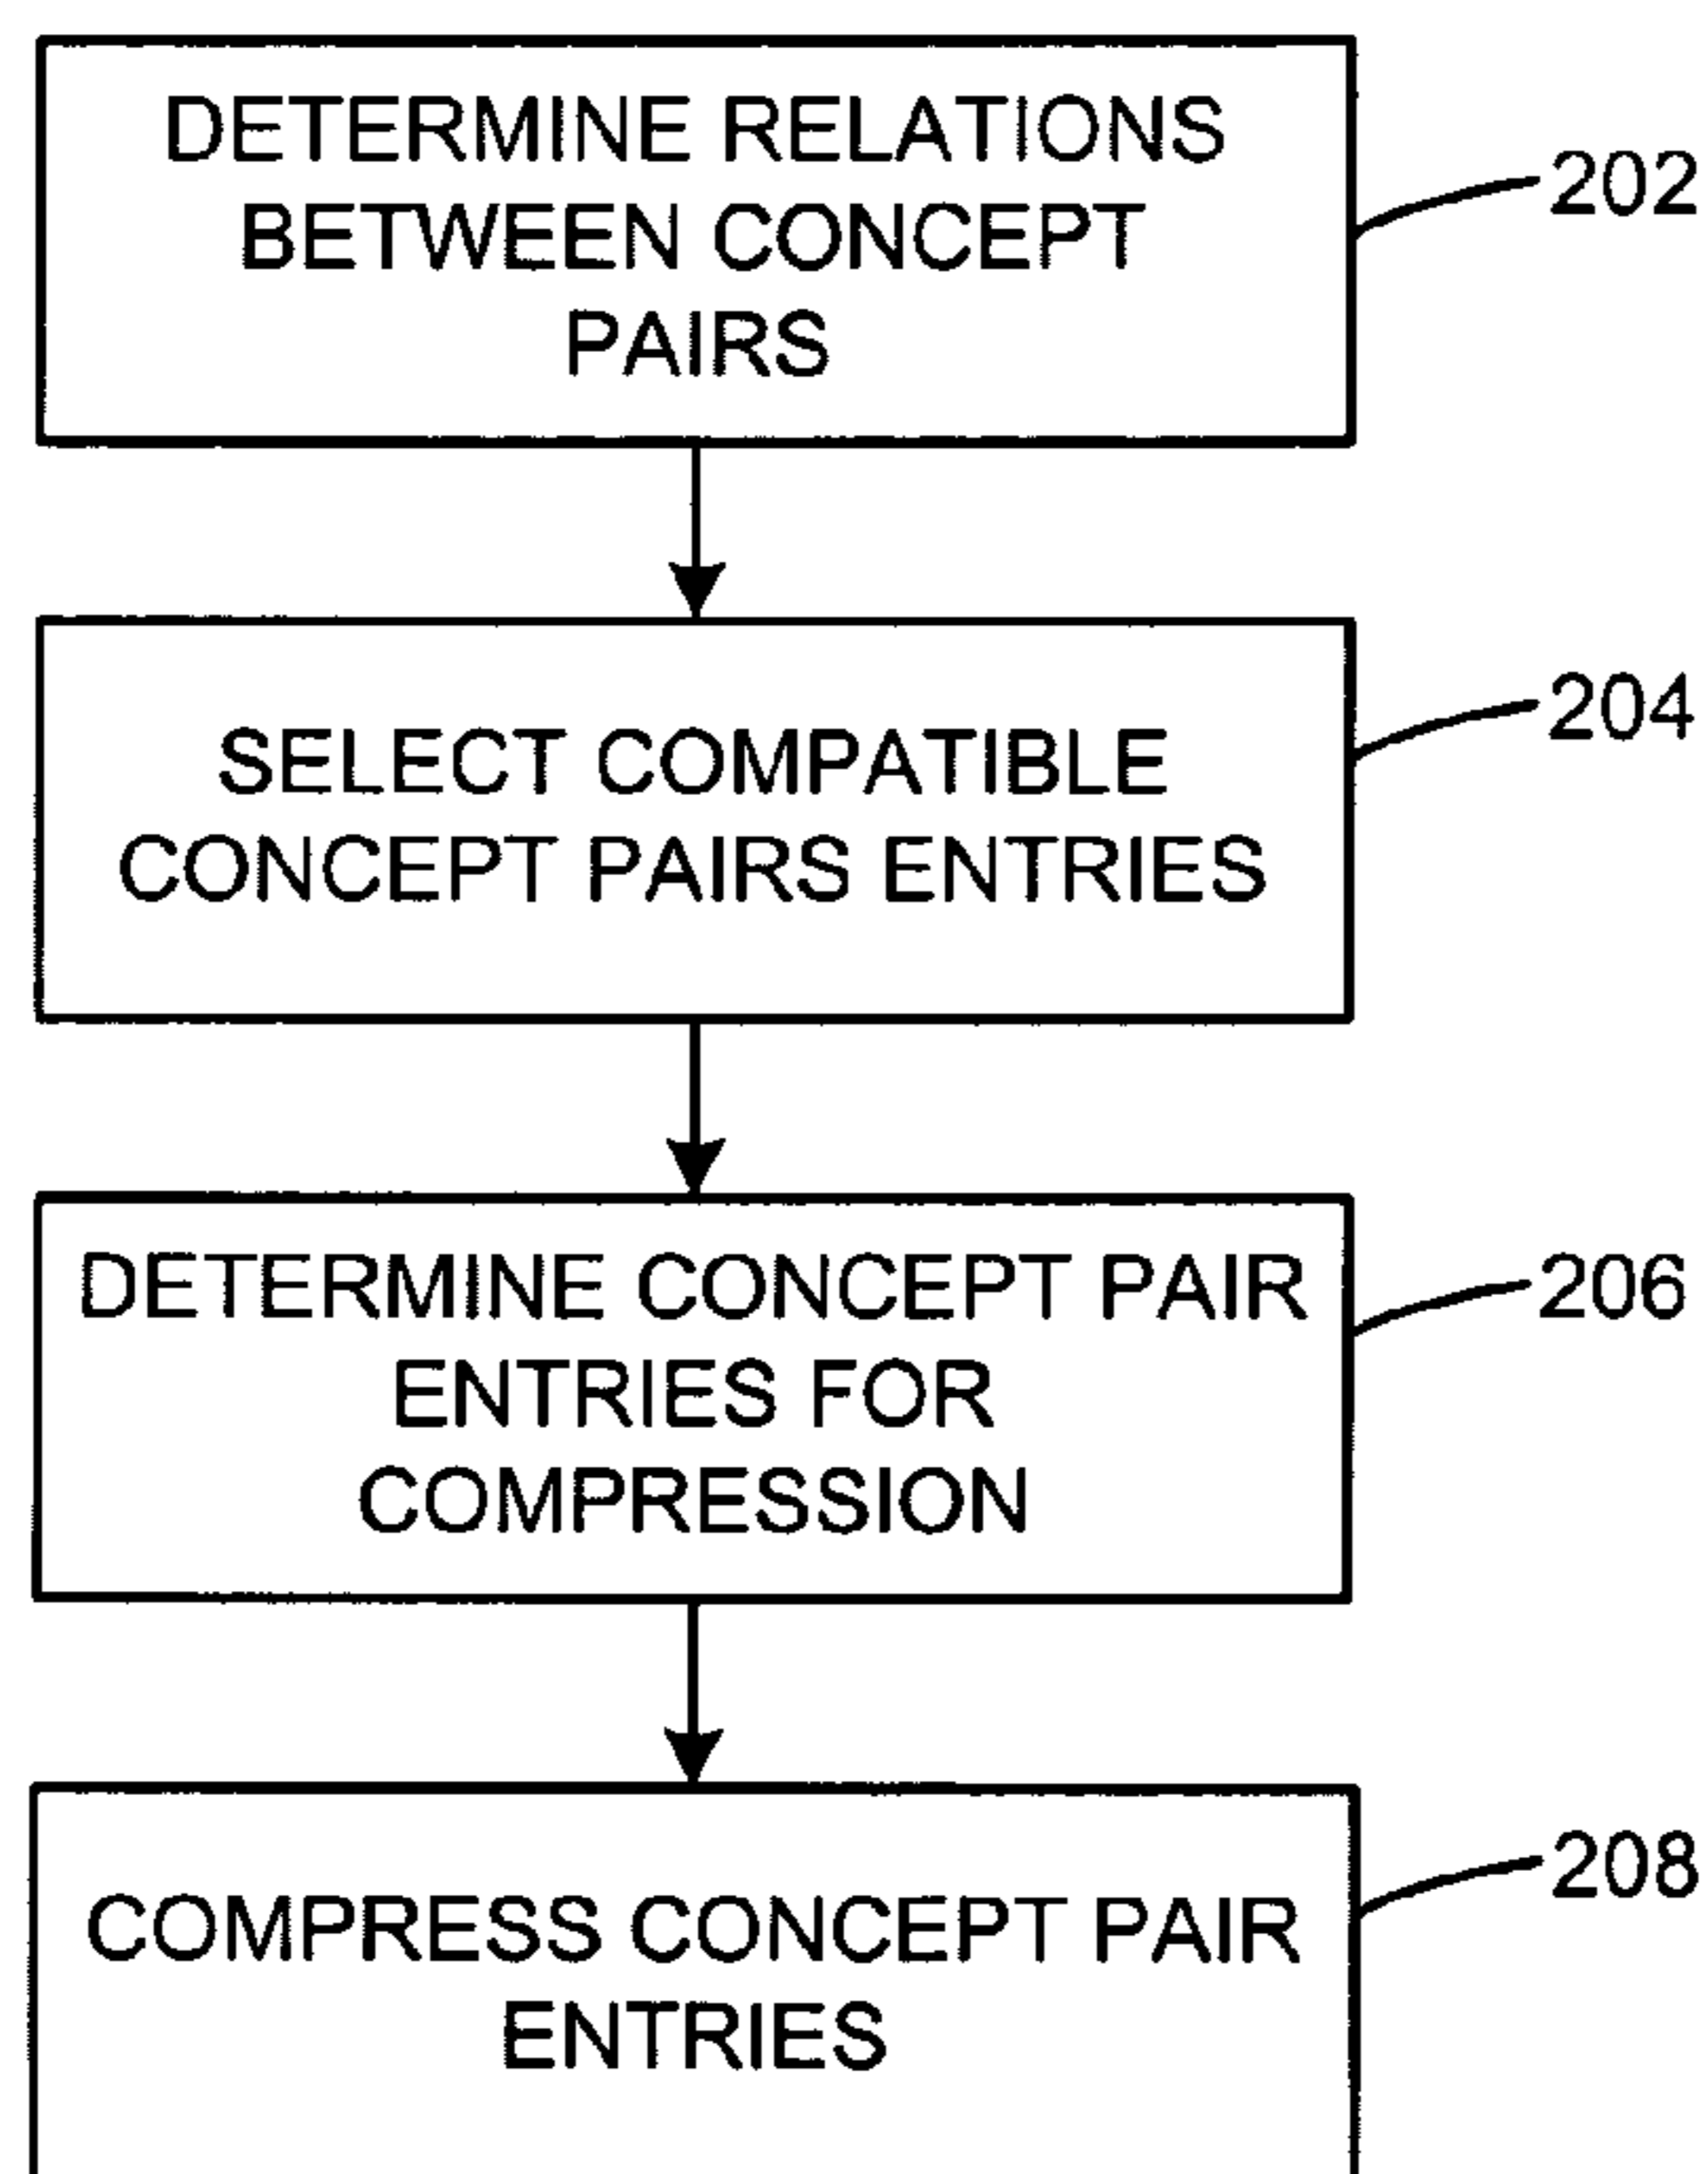 DETERMINE RELATIONS
BETWEEN CONCEPT
PAIRS
202
SELECT COMPATIBLE
CONCEPT PAIRS ENTRIES
204
DETERMINE CONCEPT PAIR
ENTRIES FOR
COMPRESSION
206
COMPRESS CONCEPT PAIR
ENTRIES
208